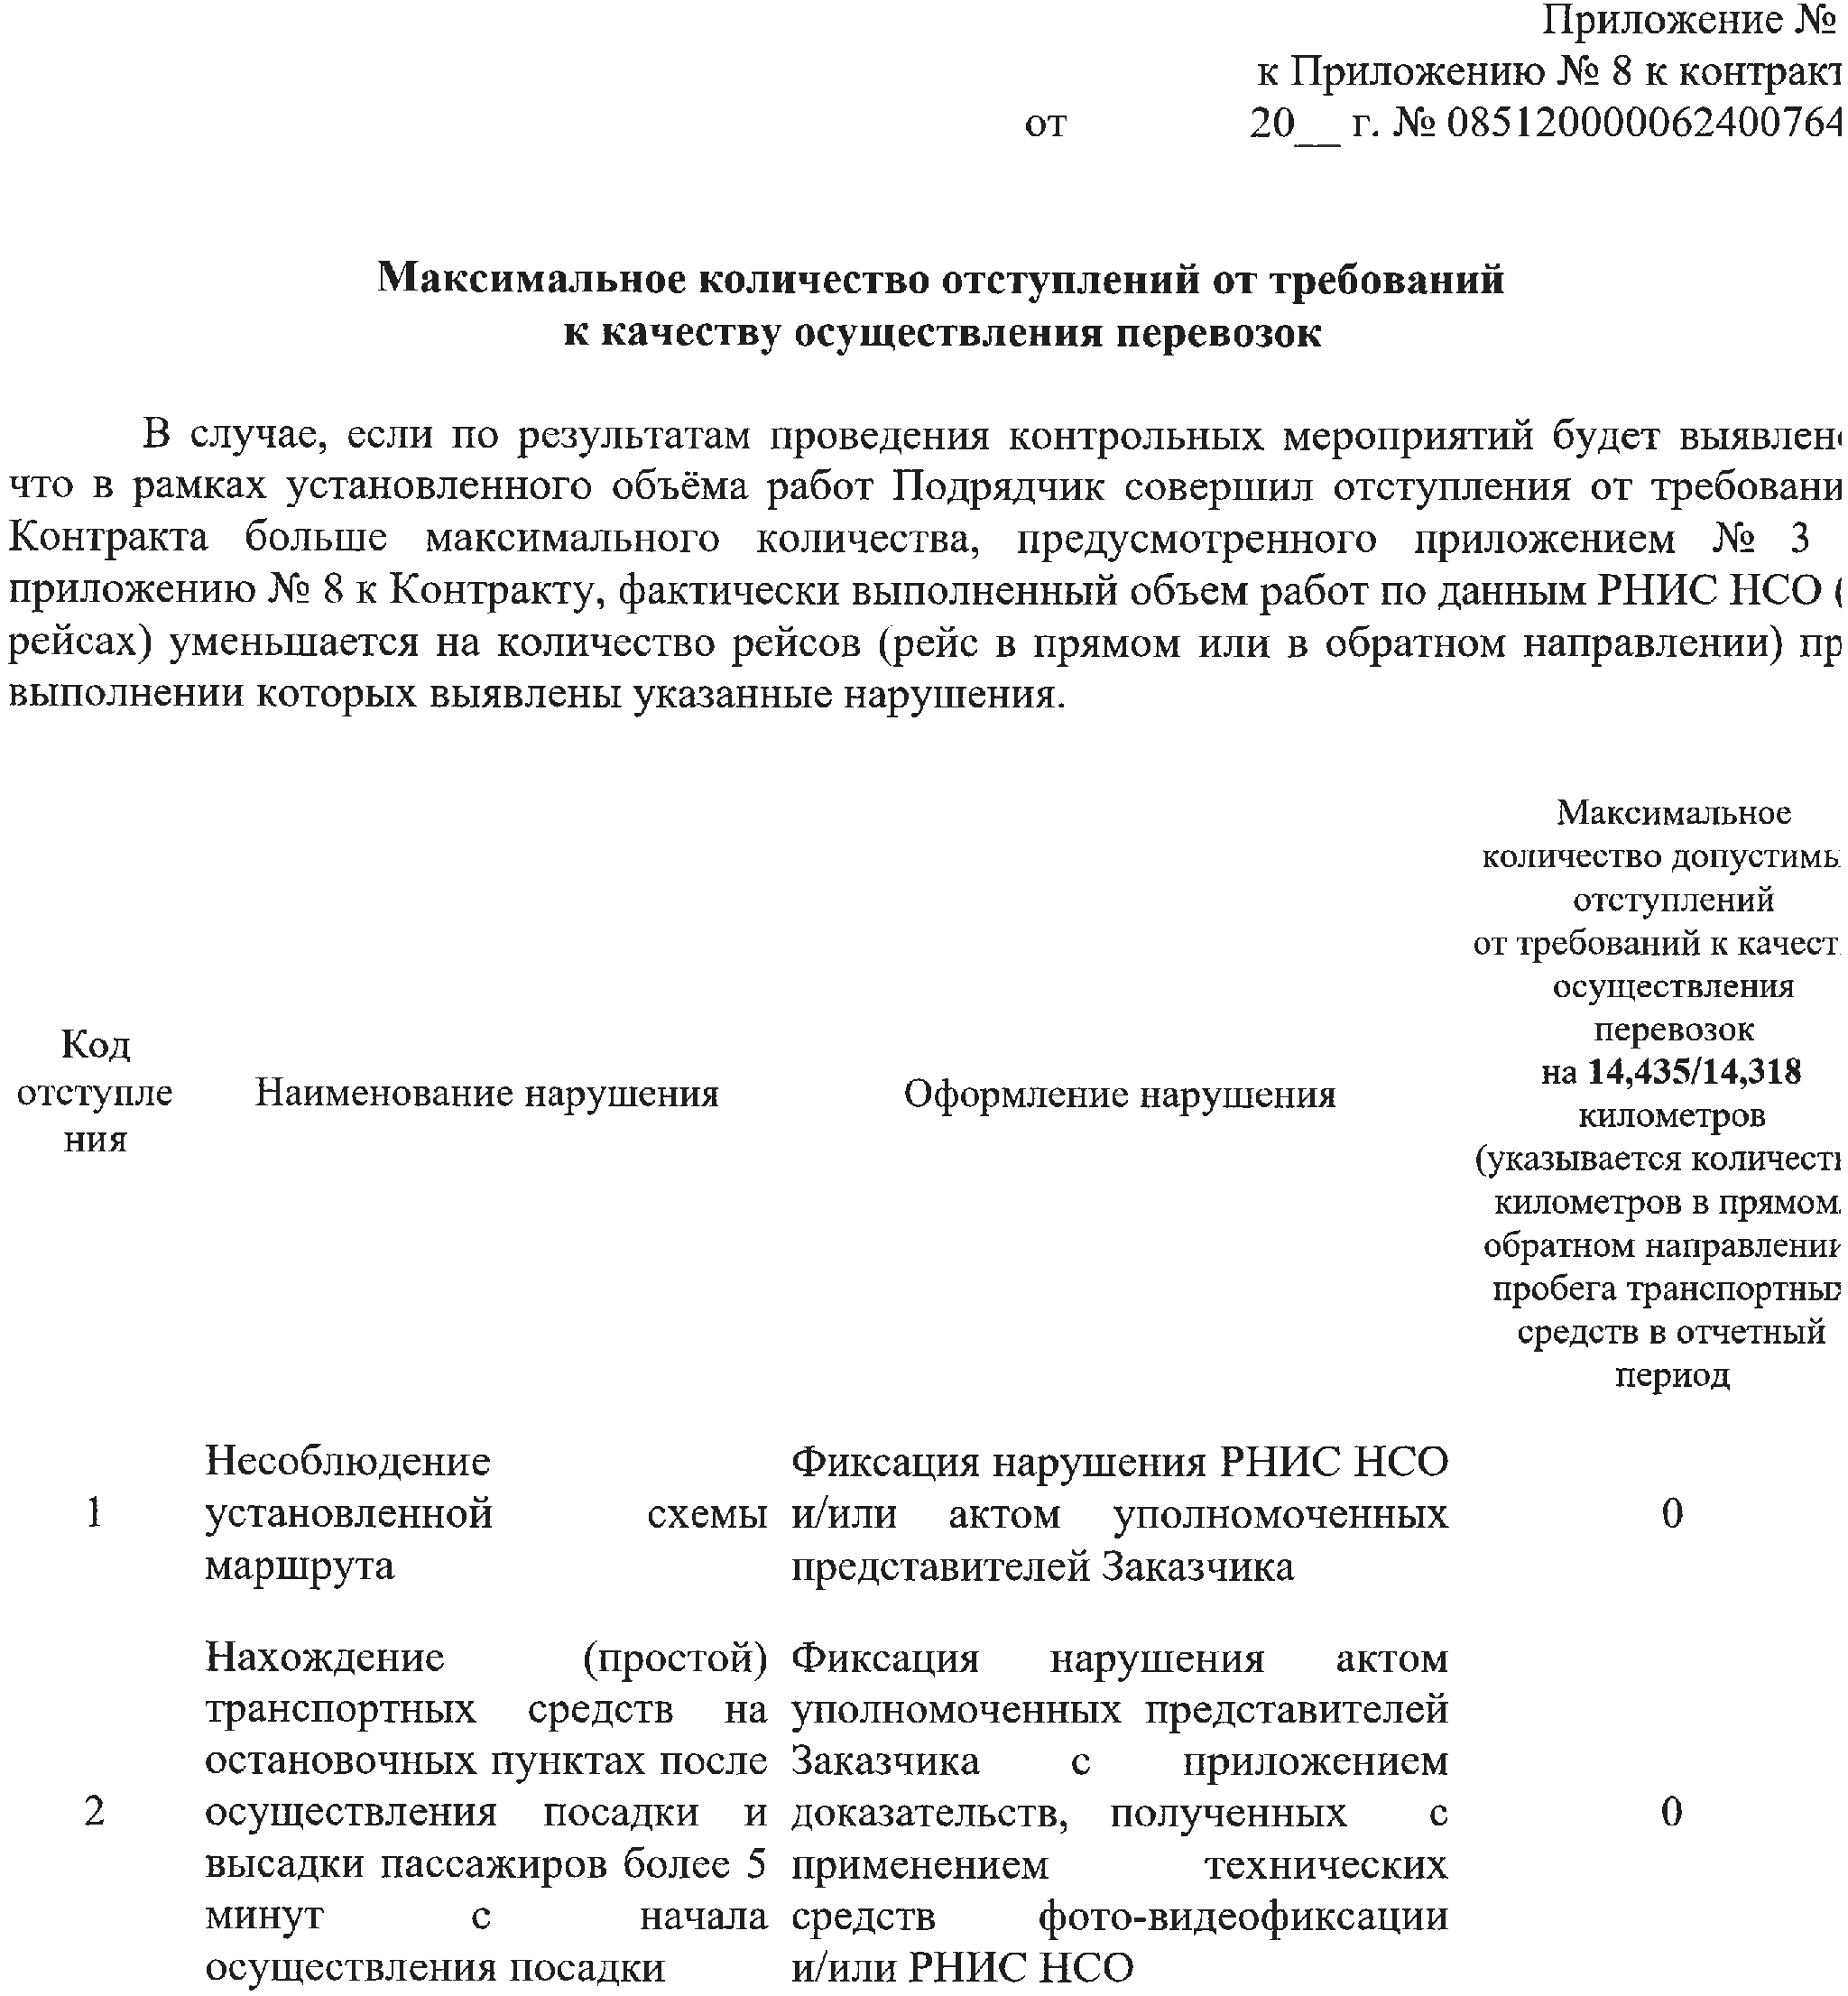 Приложение №
к Приложению № 8 к контракт
от 20__ г. № 085120000062400764
Максимальное количество отступлений от требований
к качеству осуществления перевозок
В случае, если по результатам проведения контрольных мероприятий будет выявлен
что в рамках установленного объёма работ Подрядчик совершил отступления от требовани
Контракта больше максимального количества, предусмотренного приложением № 3
приложению № 8 к Контракту, фактически выполненный объем работ по данным РНИС НСО (
рейсах) уменьшается на количество рейсов (рейс в прямом или в обратном направлении) пр
выполнении которых выявлены указанные нарушения.
Код
отступле
ния
Наименование нарушения
Оформление нарушения
Максимальное
количество допустимы
отступлений
от требований к качест
осуществления
перевозок
на 14,435/14,318
километров
(указывается количест
километров в прямом
обратном направлении
пробега транспортны
средств в отчетный
период
1
Несоблюдение
установленной схемы
маршрута
Фиксация нарушения РНИС НСО
и/или актом уполномоченных
представителей Заказчика
0
2
Нахождение (простой)
транспортных средств на
остановочных пунктах после
осуществления посадки и
высадки пассажиров более 5
минут с начала
осуществления посадки
Фиксация нарушения актом
уполномоченных представителей
Заказчика с приложением
доказательств, полученных с
применением технических
средств фото-видеофиксации
и/или РНИС НСО
0